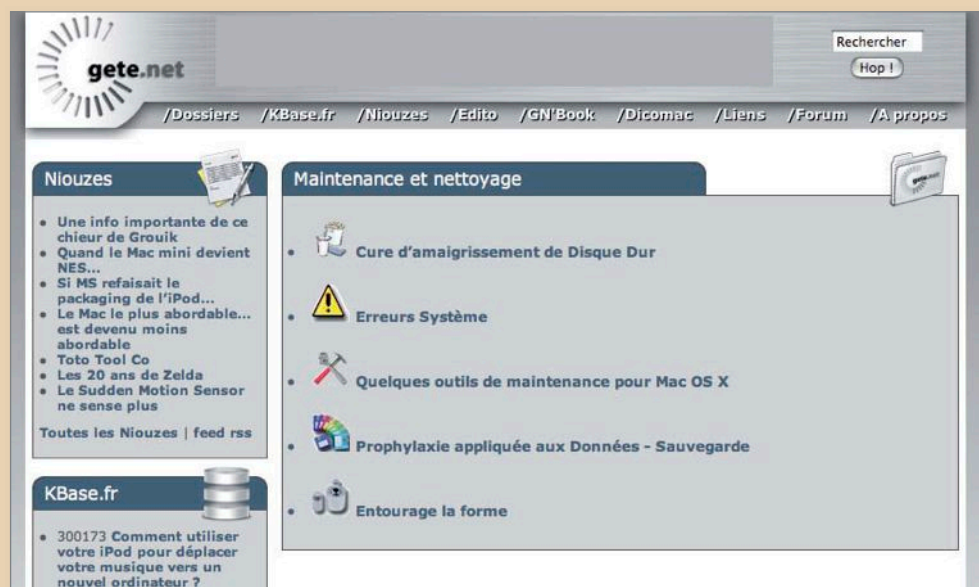 gete.net
Rechercher
Hop !
/Dossiers /KBase.fr /Niouzes /Edito /GN'Book /Dicomac /Liens /Forum /A propos
Niouzes
• Une info importante de ce
chieur de Grouik
• Quand le Mac mini devient
NES...
• Si MS refaisait le
packaging de l'iPod...
• Le Mac le plus abordable...
est devenu moins
abordable
• Toto Tool Co
• Les 20 ans de Zelda
• Le Sudden Motion Sensor
ne sense plus
Toutes les Niouzes | feed rss
KBase.fr
• 300173 Comment utiliser
votre iPod pour déplacer
votre musique vers un
nouvel ordinateur ?
Maintenance et nettoyage
gete.net
• Cure d'amaigrissement de Disque Dur
• Erreurs Système
• Quelques outils de maintenance pour Mac OS X
• Prophylaxie appliquée aux Données - Sauvegarde
• Entourage la forme